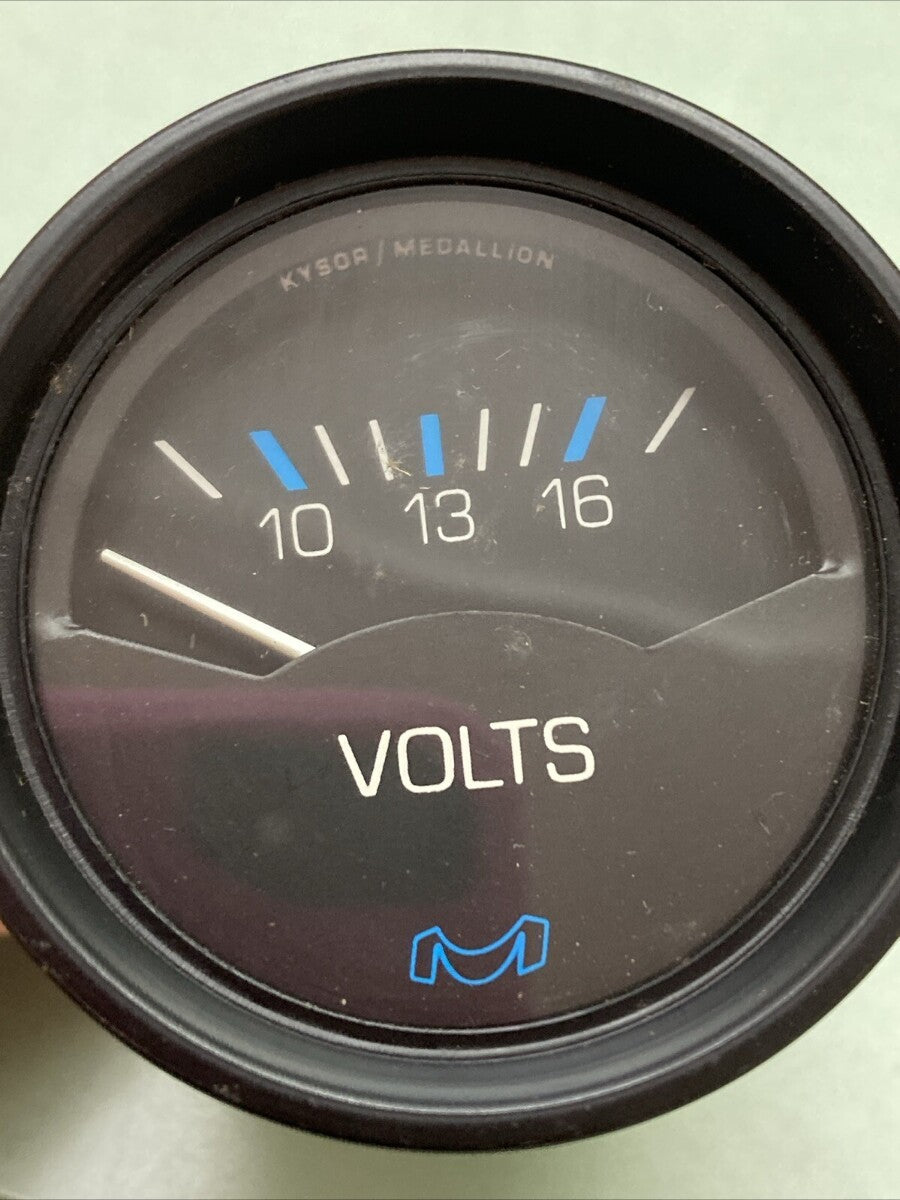 KYSOR / MEDALLION
10 13 16
VOLTS